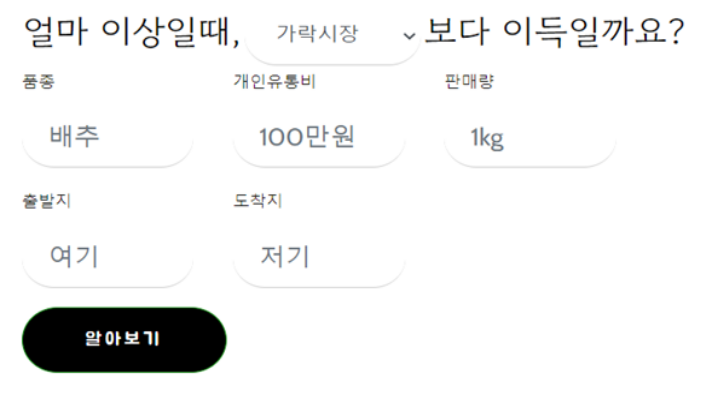 얼마 이상일때, 가락시장 보다 이득일까요?
품종 개인유통비 판매량
배추 100만원 1kg
출발지 도착지
여기 저기
알아보기